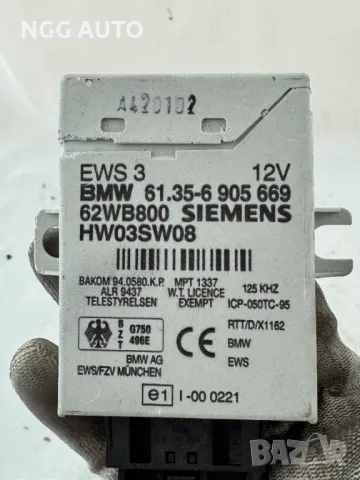 NGG AUTO
A420102
EWS 3 12V
BMW 61.35-6 905 669
62WB800 SIEMENS
HW03SW08
BAKOM 94.0580.K.P. MPT 1337 125 KHZ
ALR 9437 W.T. LICENCE
TELESTYRELSEN EXEMPT ICP-050TC-95
BZT G750 496E
RTT/D/X1162
BMW
EWS
BMW AG
EWS/FZV MÜNCHEN
e1 I-00 0221
bazar